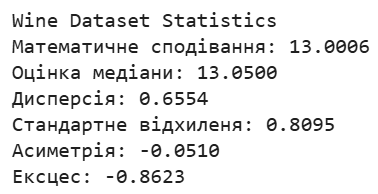 Wine Dataset Statistics
Математичне сподівання: 13.0006
Оцінка медіани: 13.0500
Дисперсія: 0.6554
Стандартне відхиленя: 0.8095
Асиметрія: -0.0510
Ексцес: -0.8623